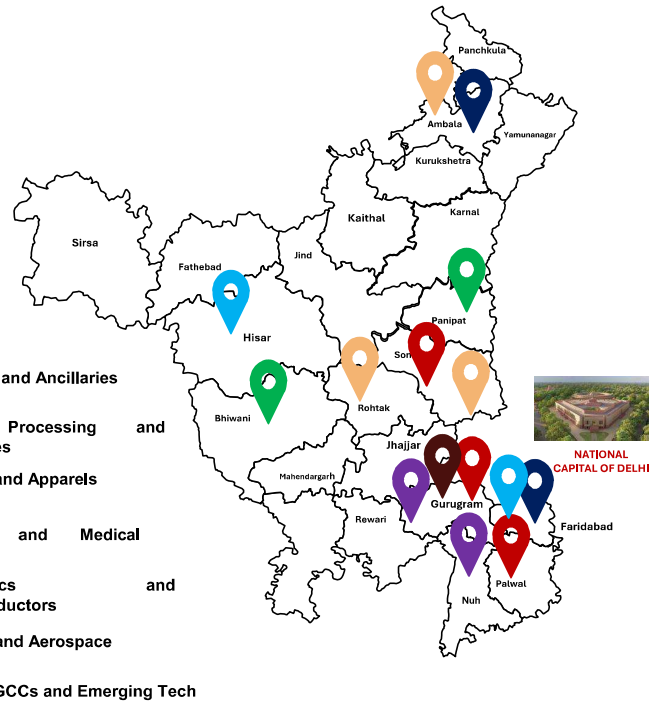 Panchkula
Ambala
Yamunanagar
Kurukshetra
Kaithal
Karnal
Sirsa
Jind
Fathebad
Panipat
Hisar
Son
and Ancillaries
Rohtak
Bhiwani
Processing and
es
Jhajjar
NATIONAL
CAPITAL OF DELHI
and Apparels
Mahendargarh
Gurugram
Rewari
Faridabad
and Medical
cs and
ductors
Palwal
Nuh
and Aerospace
GCCs and Emerging Tech